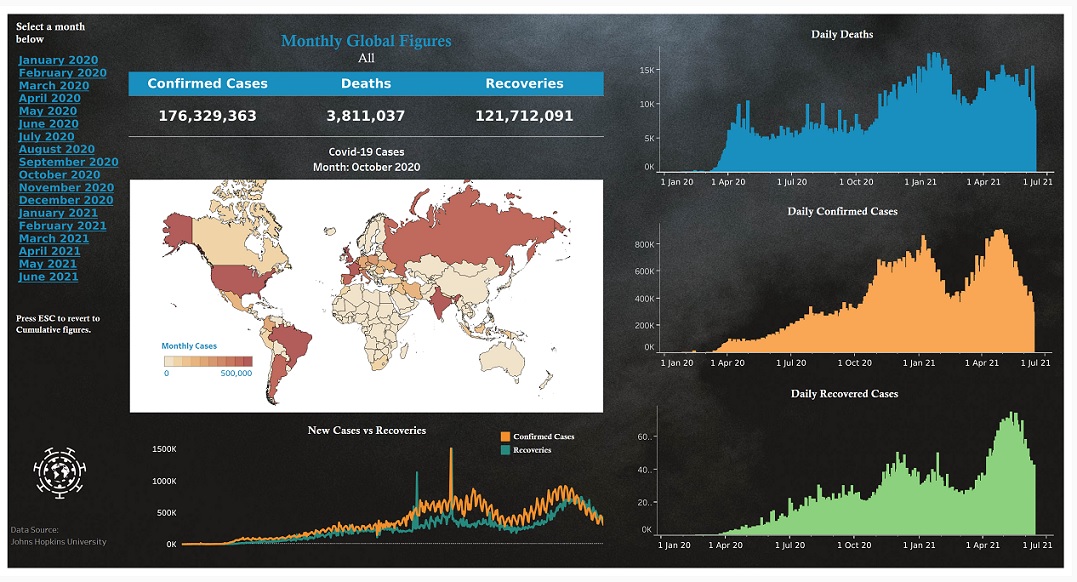 Select a month
below
January 2020
February 2020
March 2020
April 2020
May 2020
June 2020
July 2020
August 2020
September 2020
October 2020
November 2020
December 2020
January 2021
February 2021
March 2021
April 2021
May 2021
June 2021
Press ESC to revert to
Cumulative figures.
Data Source:
Johns Hopkins University
Monthly Global Figures
All
Confirmed Cases Deaths Recoveries
176,329,363 3,811,037 121,712,091
Covid-19 Cases
Month: October 2020
Monthly Cases
0 500,000
New Cases vs Recoveries
Confirmed Cases
Recoveries
1500K
1000K
500K
0K
Daily Deaths
15K
10K
5K
0K
1 Jan 20 1 Apr 20 1 Jul 20 1 Oct 20 1 Jan 21 1 Apr 21 1 Jul 21
Daily Confirmed Cases
800K
600K
400K
200K
0K
1 Jan 20 1 Apr 20 1 Jul 20 1 Oct 20 1 Jan 21 1 Apr 21 1 Jul 21
Daily Recovered Cases
60..
40..
20..
0K
1 Jan 20 1 Apr 20 1 Jul 20 1 Oct 20 1 Jan 21 1 Apr 21 1 Jul 21